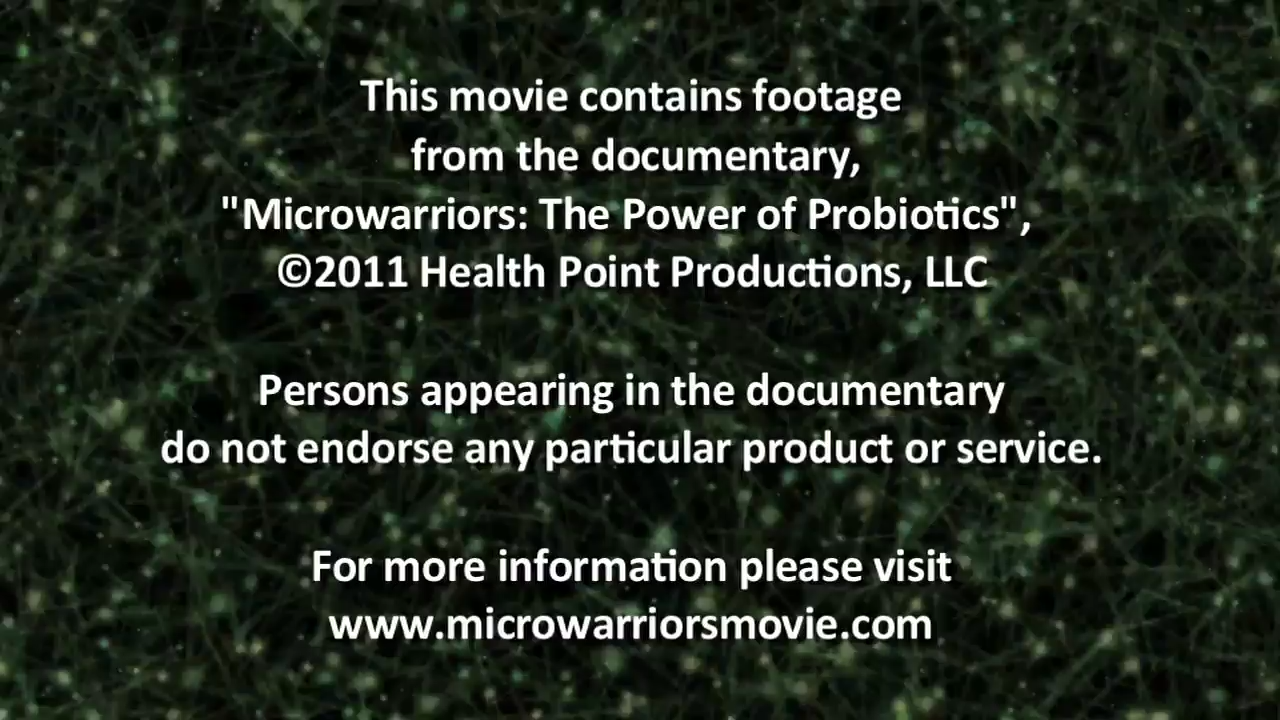 This movie contains footage
from the documentary,
"Microwarriors: The Power of Probiotics",
©2011 Health Point Productions, LLC
Persons appearing in the documentary
do not endorse any particular product or service.
For more information please visit
www.microwarriorsmovie.com